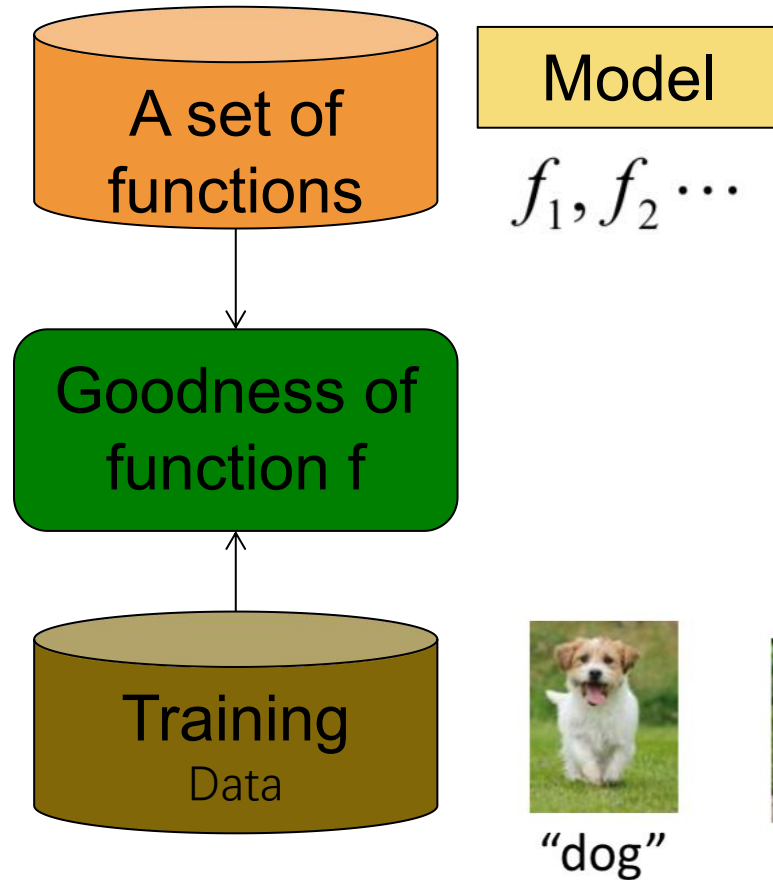 A set of
functions
Model
f₁, f₂ ⋯
Goodness of
function f
Training
Data
“dog”